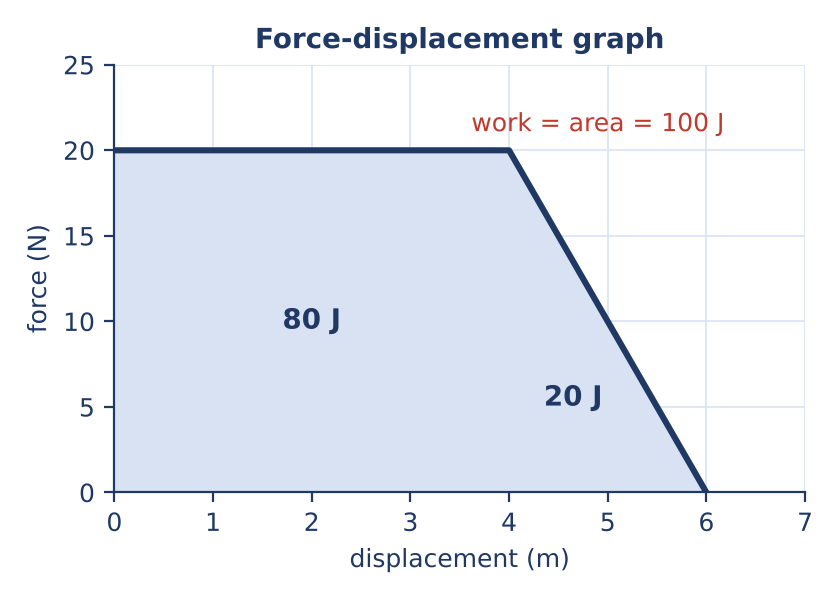 Force-displacement graph
25
work = area = 100 J
20
15
force (N)
10
80 J
20 J
5
0
0 1 2 3 4 5 6 7
displacement (m)